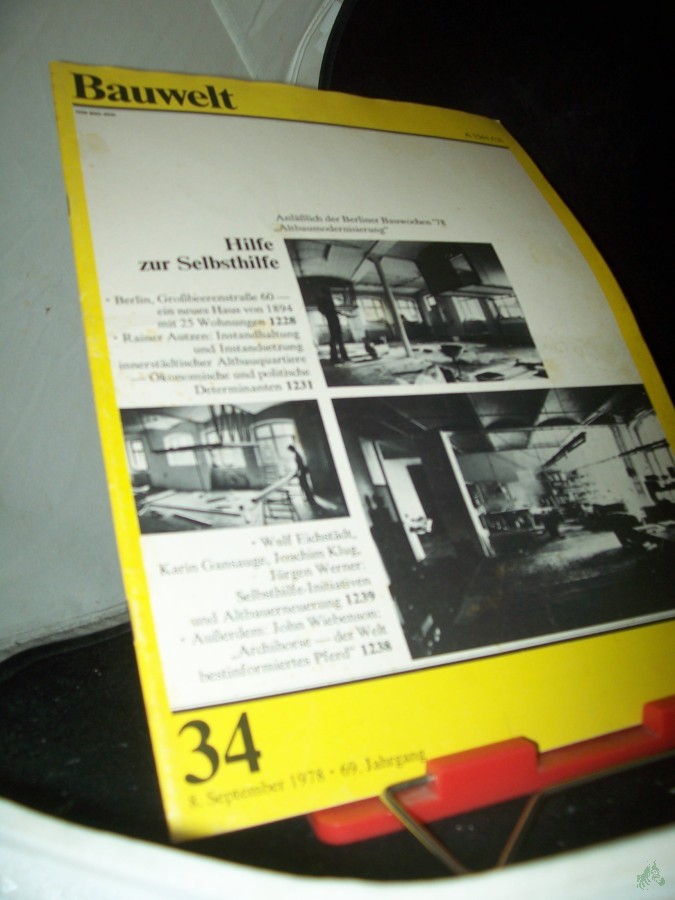 Bauwelt
Anläßlich der Berliner Bauwochen '78
„Altbaumodernisierung"
Hilfe
zur Selbsthilfe
• Berlin, Großbeerenstraße 60 —
ein neues Haus von 1894
mit 25 Wohnungen 1228
• Rainer Autzen: Instandhaltung
und Instandsetzung
innerstädtischer Altbauquartiere
— Ökonomische und politische
Determinanten 1231
• Wulf Eichstädt,
Karin Gansauge, Joachim Klug,
Jürgen Werner:
Selbsthilfe-Initiativen
und Altbauerneuerung 1239
• Außerdem: John Wiebenson:
„Archihorse — der Welt
bestinformiertes Pferd" 1238
34
8. September 1978 • 69. Jahrgang